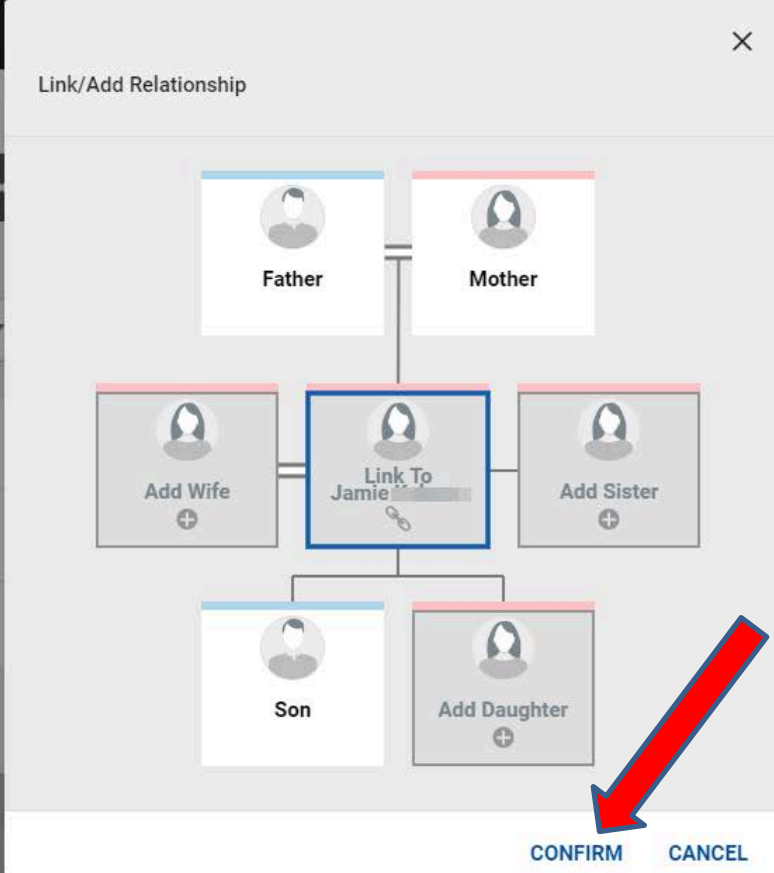 Link/Add Relationship
Father
Mother
Add Wife
Link To
Jamie
Add Sister
Son
Add Daughter
CONFIRM
CANCEL